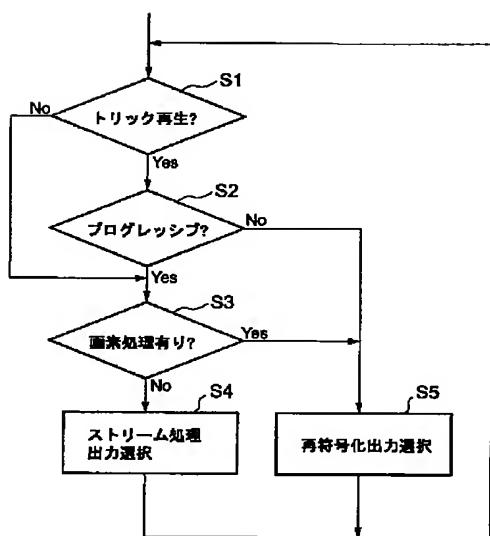 S1
トリック再生?
No
Yes
S2
プログレッシブ?
No
Yes
S3
画素処理有り?
Yes
No
S4
ストリーム処理
出力選択
S5
再符号化出力選択